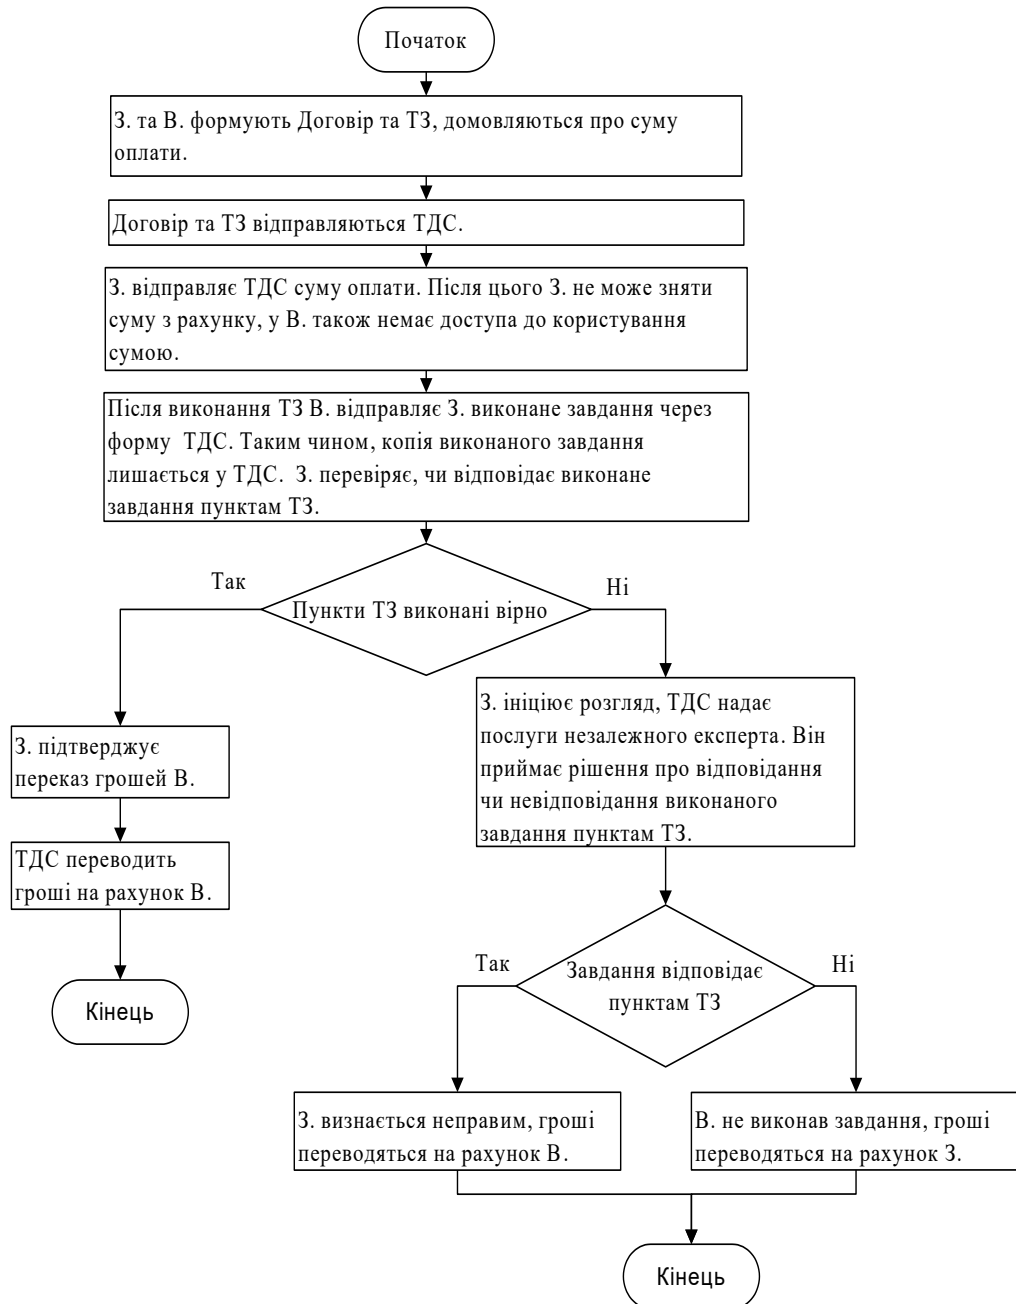 Початок
З. та В. формують Договір та ТЗ, домовляються про суму
оплати.
Договір та ТЗ відправляються ТДС.
З. відправляє ТДС суму оплати. Після цього З. не може зняти
суму з рахунку, у В. також немає доступа до користування
сумою.
Після виконання ТЗ В. відправляє З. виконане завдання через
форму ТДС. Таким чином, копія виконаного завдання
лишається у ТДС. З. перевіряє, чи відповідає виконане
завдання пунктам ТЗ.
Так
Ні
Пункти ТЗ виконані вірно
З. підтверджує
переказ грошей В.
ТДС переводить
гроші на рахунок В.
Кінець
З. ініціює розгляд, ТДС надає
послуги незалежного експерта. Він
приймає рішення про відповідання
чи невідповідання виконаного
завдання пунктам ТЗ.
Так
Ні
Завдання відповідає
пунктам ТЗ
З. визнається неправим, гроші
переводяться на рахунок В.
В. не виконав завдання, гроші
переводяться на рахунок З.
Кінець